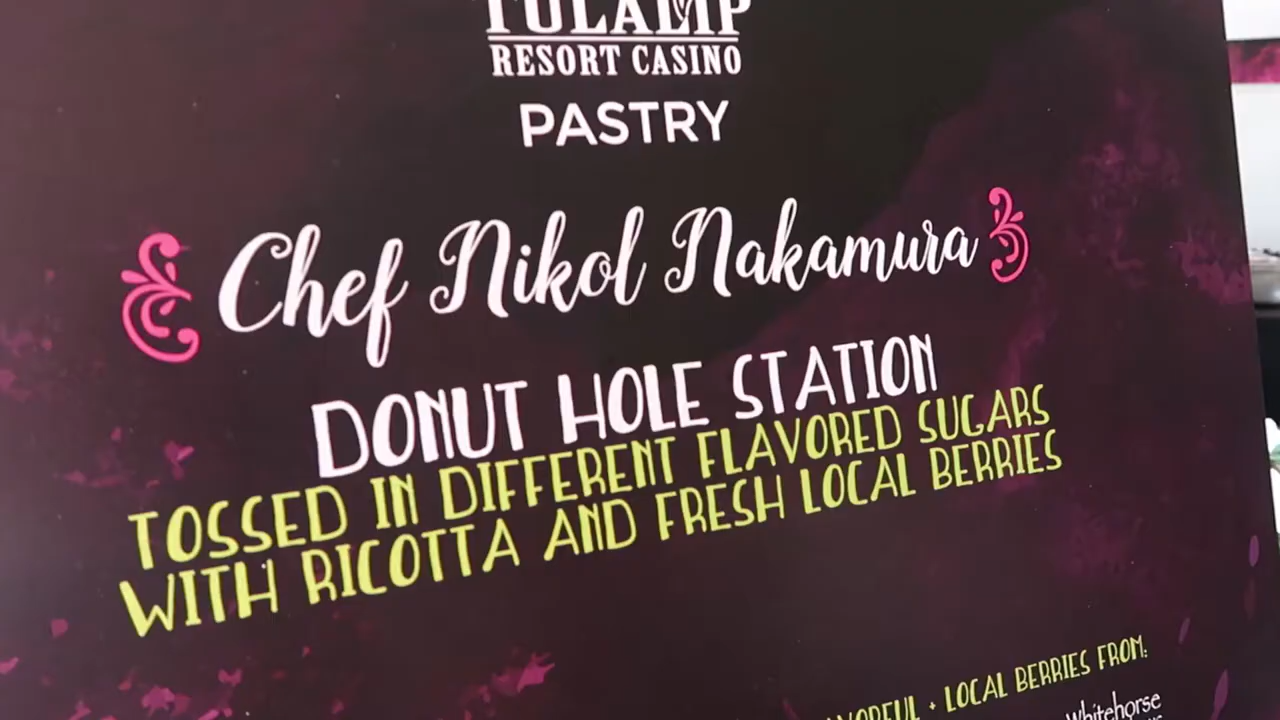 TULALIP
RESORT CASINO
PASTRY
Chef Nikol Nakamura
DONUT HOLE STATION
TOSSED IN DIFFERENT FLAVORED SUGARS
WITH RICOTTA AND FRESH LOCAL BERRIES
+ LOCAL BERRIES FROM:
Whitehorse